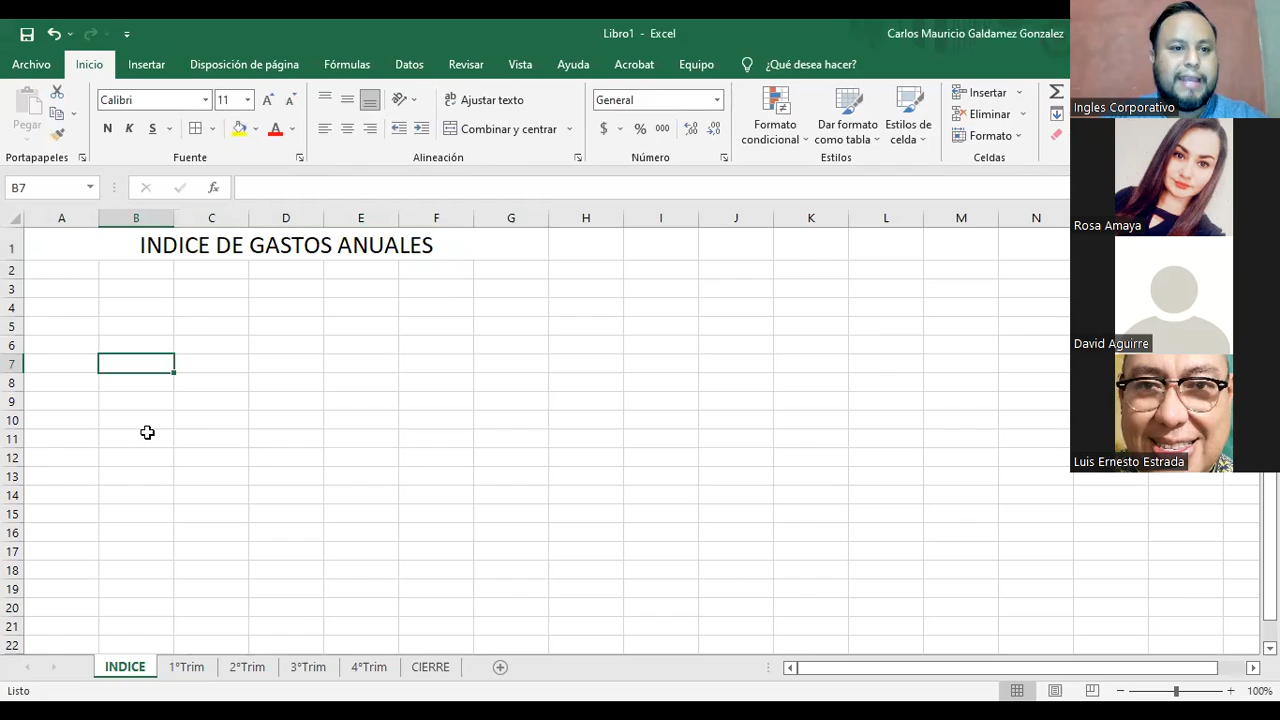 Libro1 - Excel
Carlos Mauricio Galdamez Gonzalez
Archivo Inicio Insertar Disposición de página Fórmulas Datos Revisar Vista Ayuda Acrobat Equipo ¿Qué desea hacer?
Pegar
Calibri 11
N K S
Ajustar texto
Combinar y centrar
General
$ % 000
Formato condicional
Dar formato como tabla
Estilos de celda
Insertar
Eliminar
Formato
Portapapeles Fuente Alineación Número Estilos Celdas
B7
fx
A B C D E F G H I J K L M N
1
INDICE DE GASTOS ANUALES
2
3
4
5
6
7
8
9
10
11
12
13
14
15
16
17
18
19
20
21
22
INDICE 1°Trim 2°Trim 3°Trim 4°Trim CIERRE
Listo
100%
Ingles Corporativo
Rosa Amaya
David Aguirre
Luis Ernesto Estrada